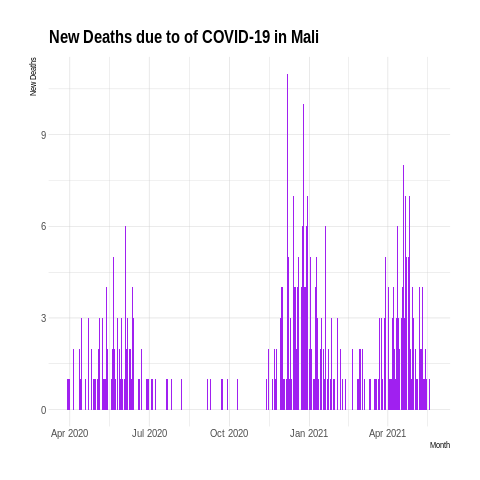 New Deaths due to of COVID-19 in Mali
New Deaths
9
6
3
0
Apr 2020 Jul 2020 Oct 2020 Jan 2021 Apr 2021
Month